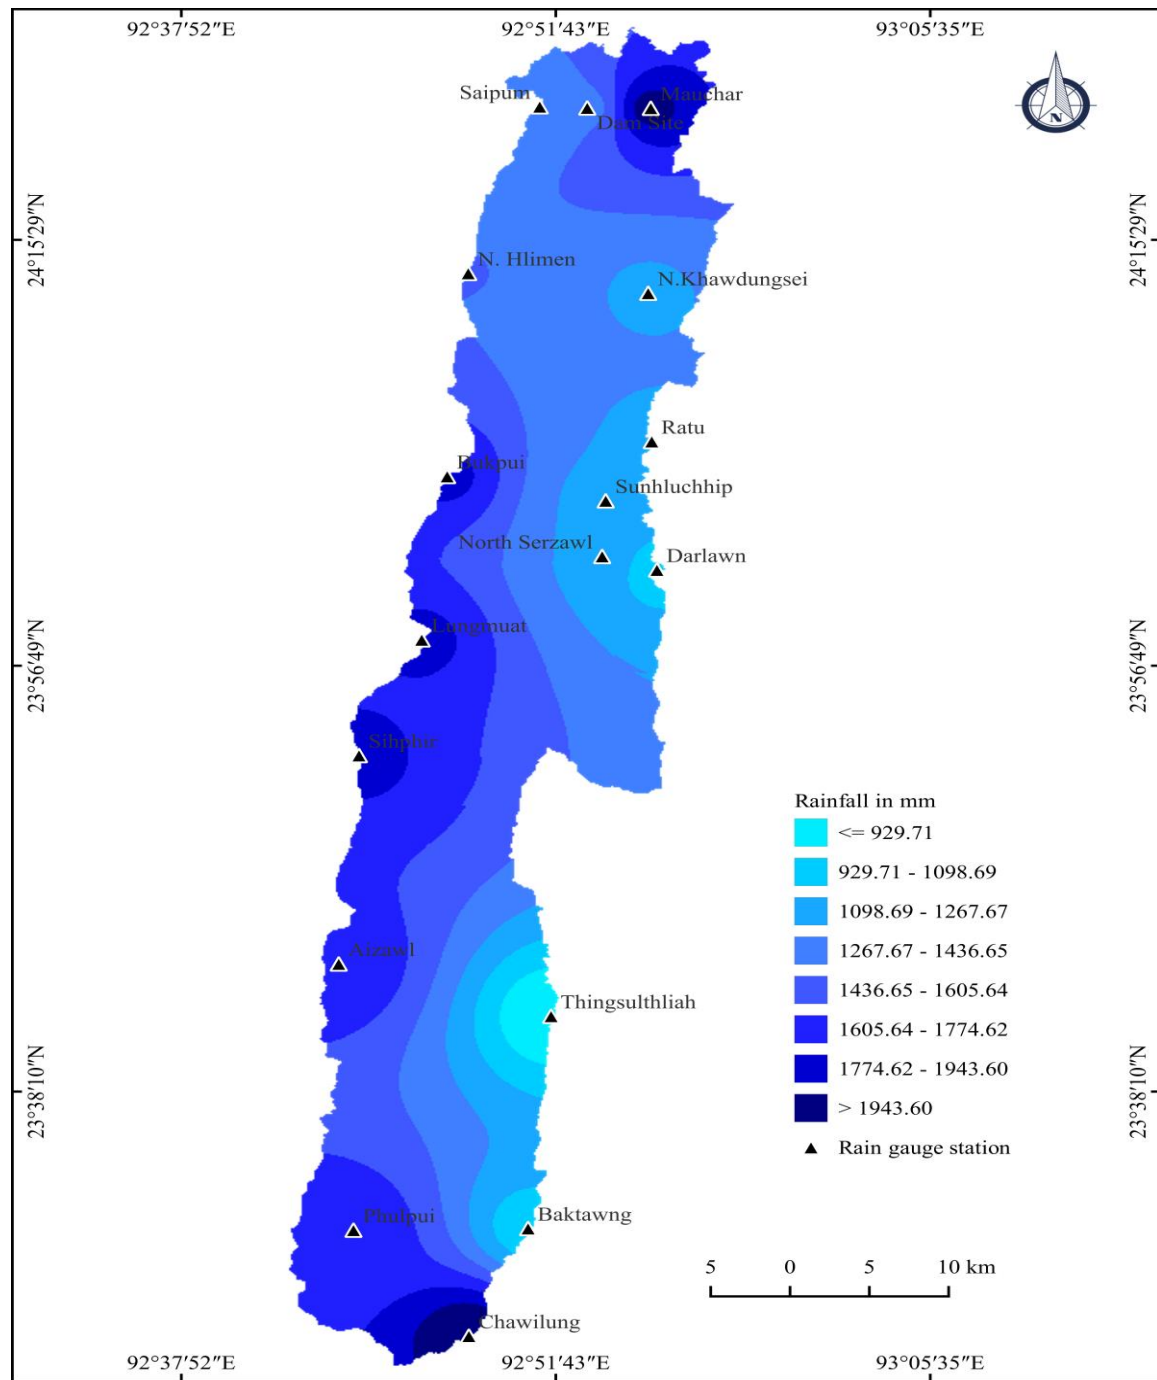 92°37′52″E
92°51′43″E
93°05′35″E
Saipum
Mauchar
Dam Site
N
24°15′29″N
24°15′29″N
N. Hlimen
N.Khawdungsei
Ratu
Bukpui
Sunhluchhip
North Serzawl
Darlawn
Lungmuat
23°56′49″N
23°56′49″N
Sihphir
Rainfall in mm
<= 929.71
929.71 - 1098.69
1098.69 - 1267.67
1267.67 - 1436.65
1436.65 - 1605.64
1605.64 - 1774.62
1774.62 - 1943.60
> 1943.60
Rain gauge station
Aizawl
Thingsulthliah
23°38′10″N
23°38′10″N
Phulpui
Baktawng
5 0 5 10 km
Chawilung
92°37′52″E
92°51′43″E
93°05′35″E